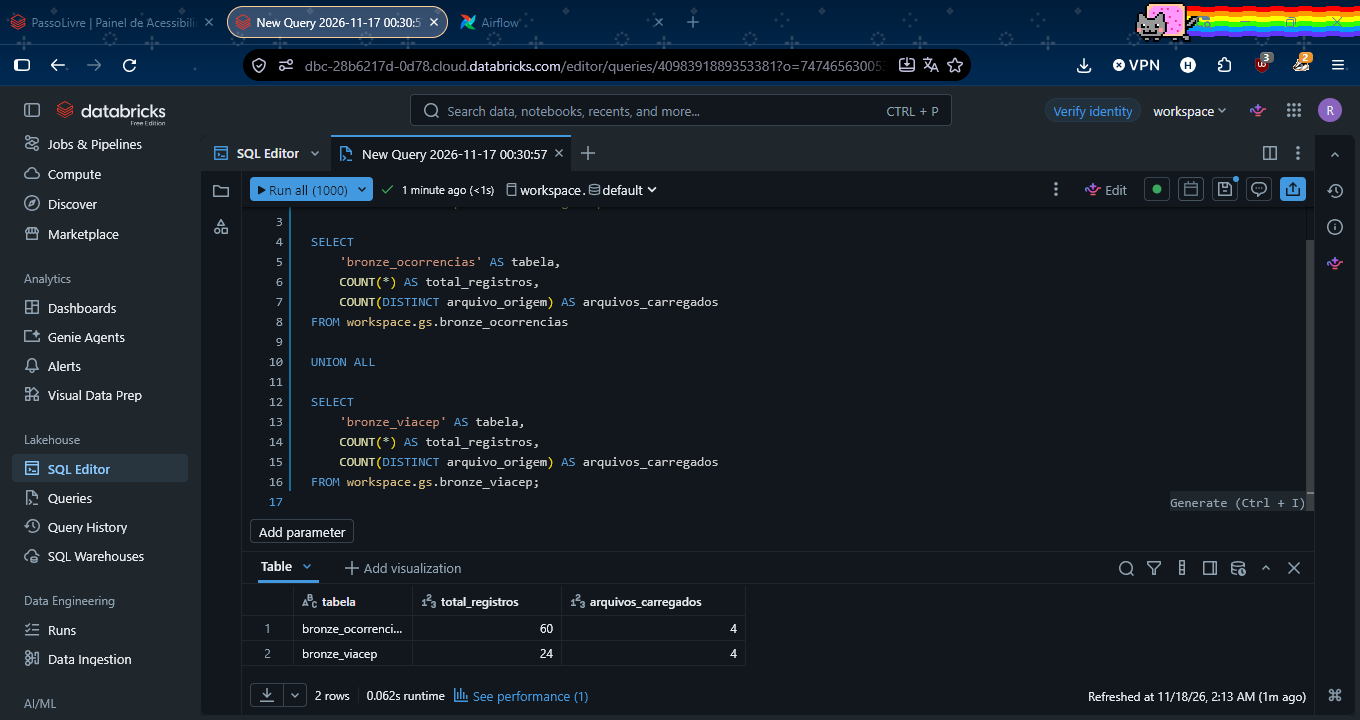 PassoLivre | Painel de Acessibili
New Query 2026-11-17 00:30:5
Airflow
dbc-28b6217d-0d78.cloud.databricks.com/editor/queries/4098391889353381?o=747465630053
VPN
3
2
databricks
Free Edition
Search data, notebooks, recents, and more...
CTRL + P
Verify identity
workspace
R
Jobs & Pipelines
Compute
Discover
Marketplace
Analytics
Dashboards
Genie Agents
Alerts
Visual Data Prep
Lakehouse
SQL Editor
Queries
Query History
SQL Warehouses
Data Engineering
Runs
Data Ingestion
AI/ML
SQL Editor
New Query 2026-11-17 00:30:57
Run all (1000)
1 minute ago (<1s)
workspace.
default
Edit
3
4 SELECT
5 'bronze_ocorrencias' AS tabela,
6 COUNT(*) AS total_registros,
7 COUNT(DISTINCT arquivo_origem) AS arquivos_carregados
8 FROM workspace.gs.bronze_ocorrencias
9
10 UNION ALL
11
12 SELECT
13 'bronze_viacep' AS tabela,
14 COUNT(*) AS total_registros,
15 COUNT(DISTINCT arquivo_origem) AS arquivos_carregados
16 FROM workspace.gs.bronze_viacep;
17
Generate (Ctrl + I)
Add parameter
Table
Add visualization
tabela total_registros arquivos_carregados
1 bronze_ocorrenci... 60 4
2 bronze_viacep 24 4
2 rows
0.062s runtime
See performance (1)
Refreshed at 11/18/26, 2:13 AM (1m ago)